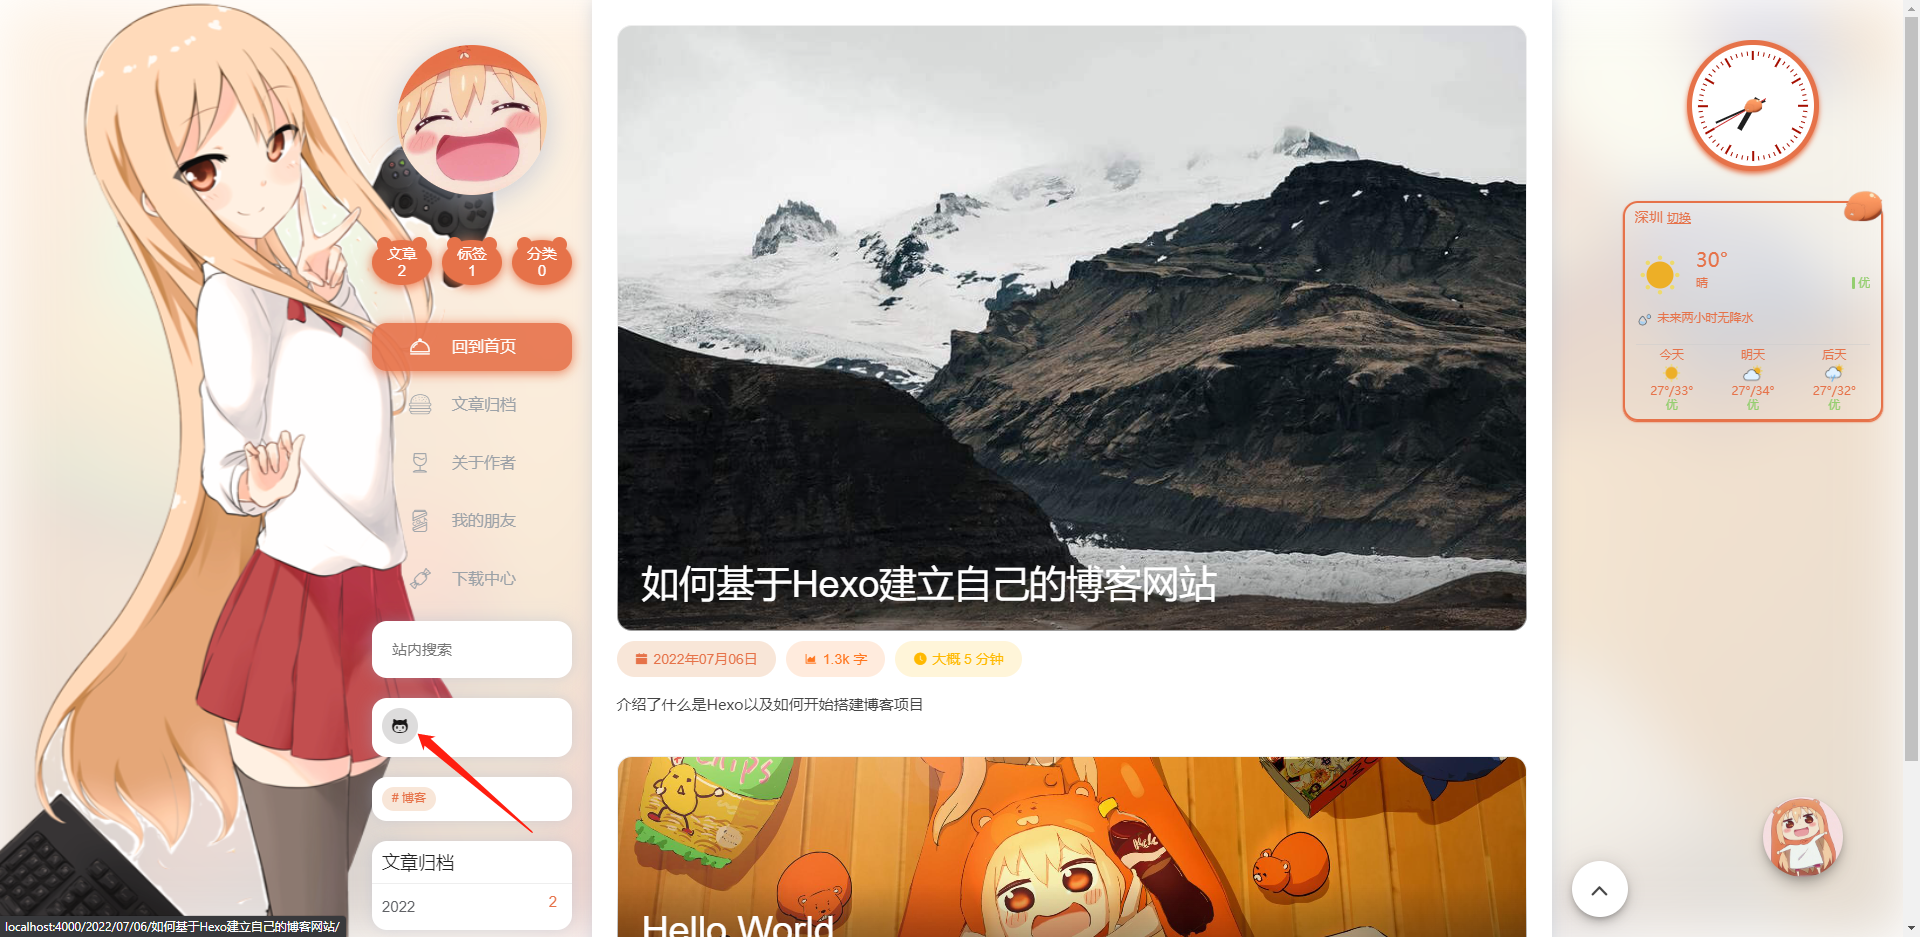 文章
2
标签
1
分类
0
回到首页
文章归档
关于作者
我的朋友
下载中心
站内搜索
# 博客
文章归档
2022
2
localhost:4000/2022/07/06/如何基于Hexo建立自己的博客网站/
如何基于Hexo建立自己的博客网站
2022年07月06日
1.3k 字
大概 5 分钟
介绍了什么是Hexo以及如何开始搭建博客项目
Hello World
深圳 切换
30°
晴
优
未来两小时无降水
今天 明天 后天
27°/33° 27°/34° 27°/32°
优 优 优